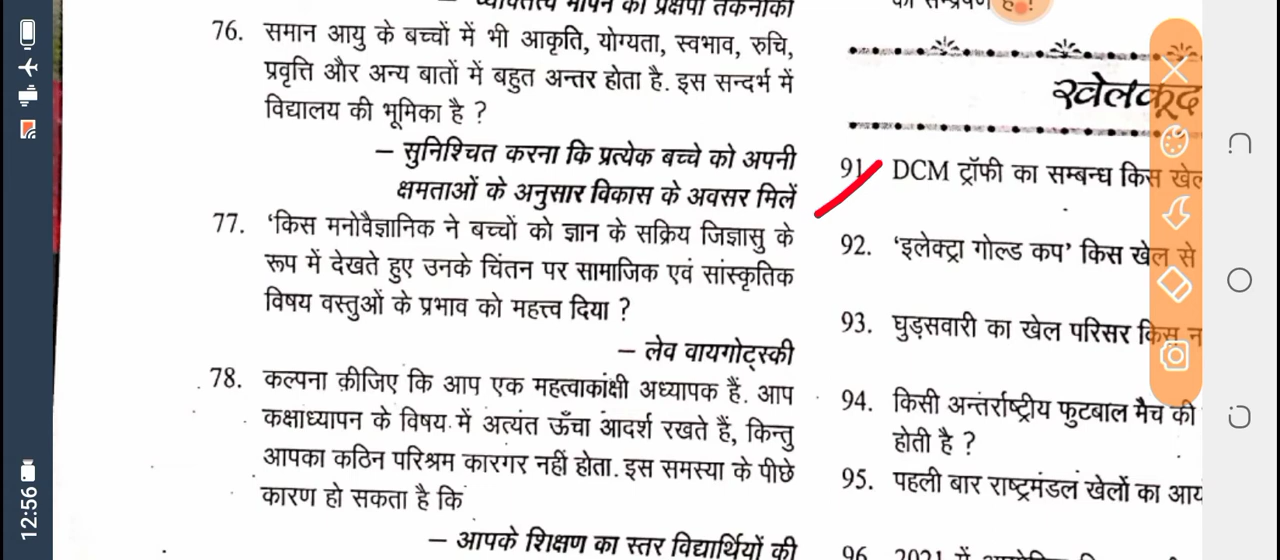 व्यक्तित्व मापन की प्रक्षेपी तकनीकी
76. समान आयु के बच्चों में भी आकृति, योग्यता, स्वभाव, रुचि,
प्रवृत्ति और अन्य बातों में बहुत अन्तर होता है. इस सन्दर्भ में
विद्यालय की भूमिका है ?
– सुनिश्चित करना कि प्रत्येक बच्चे को अपनी
क्षमताओं के अनुसार विकास के अवसर मिलें
77. ‘किस मनोवैज्ञानिक ने बच्चों को ज्ञान के सक्रिय जिज्ञासु के
रूप में देखते हुए उनके चिंतन पर सामाजिक एवं सांस्कृतिक
विषय वस्तुओं के प्रभाव को महत्त्व दिया ?
– लेव वायगोट्स्की
78. कल्पना कीजिए कि आप एक महत्वाकांक्षी अध्यापक हैं. आप
कक्षाध्यापन के विषय में अत्यंत ऊँचा आदर्श रखते हैं, किन्तु
आपका कठिन परिश्रम कारगर नहीं होता. इस समस्या के पीछे
कारण हो सकता है कि
– आपके शिक्षण का स्तर विद्यार्थियों की
खेलकूद
91. DCM ट्रॉफी का सम्बन्ध किस खेल
92. ‘इलेक्ट्रा गोल्ड कप’ किस खेल से
93. घुड़सवारी का खेल परिसर किस न
94. किसी अन्तर्राष्ट्रीय फुटबाल मैच की
होती है ?
95. पहली बार राष्ट्रमंडल खेलों का आय
96. 2021 में
12:56